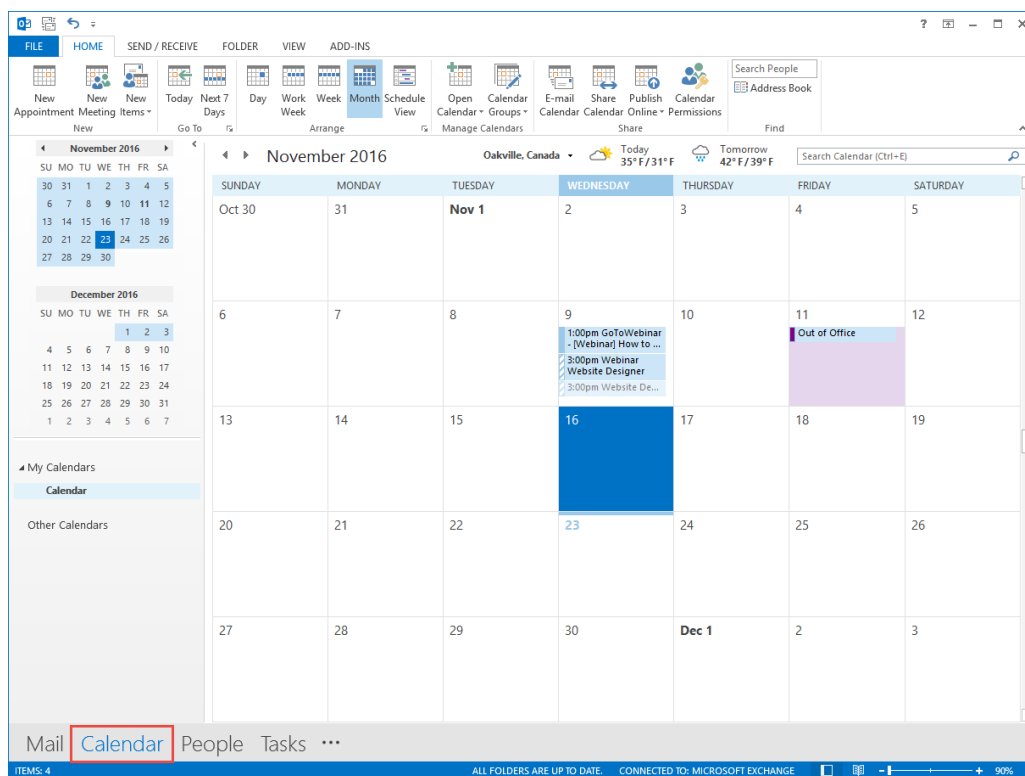 FILE HOME SEND / RECEIVE FOLDER VIEW ADD-INS
New Appointment
New Meeting
New Items
Today
Next 7 Days
Day
Work Week
Week
Month
Schedule View
Open Calendar
Calendar Groups
E-mail Calendar
Share Calendar
Publish Online
Calendar Permissions
Search People
Address Book
New
Go To
Arrange
Manage Calendars
Share
Find
November 2016
SU MO TU WE TH FR SA
30 31 1 2 3 4 5
6 7 8 9 10 11 12
13 14 15 16 17 18 19
20 21 22 23 24 25 26
27 28 29 30
December 2016
SU MO TU WE TH FR SA
1 2 3
4 5 6 7 8 9 10
11 12 13 14 15 16 17
18 19 20 21 22 23 24
25 26 27 28 29 30 31
1 2 3 4 5 6 7
My Calendars
Calendar
Other Calendars
November 2016
Oakville, Canada
Today
35°F/31°F
Tomorrow
42°F/39°F
Search Calendar (Ctrl+E)
SUNDAY MONDAY TUESDAY WEDNESDAY THURSDAY FRIDAY SATURDAY
Oct 30 31 Nov 1 2 3 4 5
6 7 8 9 10 11 12
1:00pm GoToWebinar
- [Webinar] How to ...
3:00pm Webinar
Website Designer
3:00pm Website De...
Out of Office
13 14 15 16 17 18 19
20 21 22 23 24 25 26
27 28 29 30 Dec 1 2 3
Mail Calendar People Tasks ...
ITEMS: 4
ALL FOLDERS ARE UP TO DATE. CONNECTED TO: MICROSOFT EXCHANGE
90%